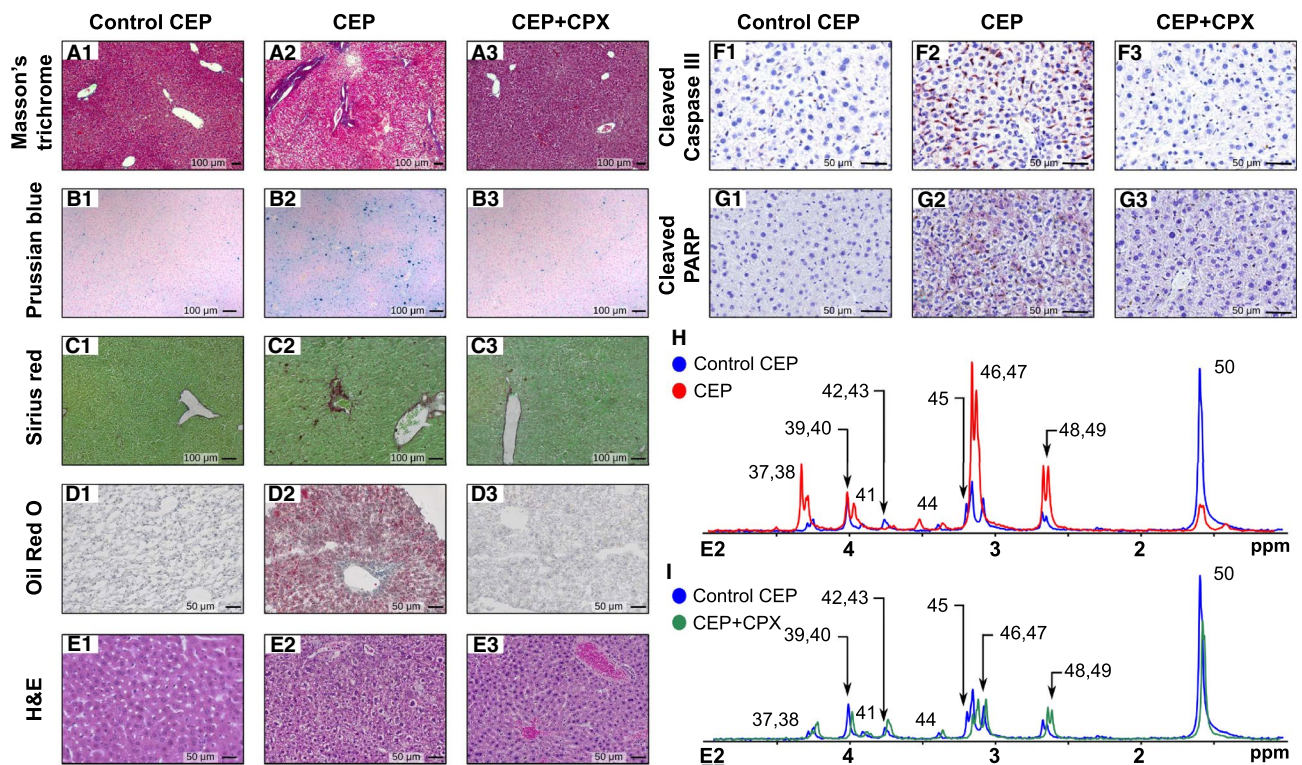 Control CEP CEP CEP+CPX
Masson's trichrome
A1 A2 A3
100 µm 100 µm 100 µm
Prussian blue
B1 B2 B3
100 µm 100 µm 100 µm
Sirius red
C1 C2 C3
100 µm 100 µm 100 µm
Oil Red O
D1 D2 D3
50 µm 50 µm 50 µm
H&E
E1 E2 E3
50 µm 50 µm 50 µm
Control CEP CEP CEP+CPX
Cleaved Caspase III
F1 F2 F3
50 µm 50 µm 50 µm
Cleaved PARP
G1 G2 G3
50 µm 50 µm 50 µm
H
Control CEP
CEP
37,38
39,40
41
42,43
44
45
46,47
48,49
50
E2 4 3 2 ppm
I
Control CEP
CEP+CPX
37,38
39,40
41
42,43
44
45
46,47
48,49
50
E2 4 3 2 ppm